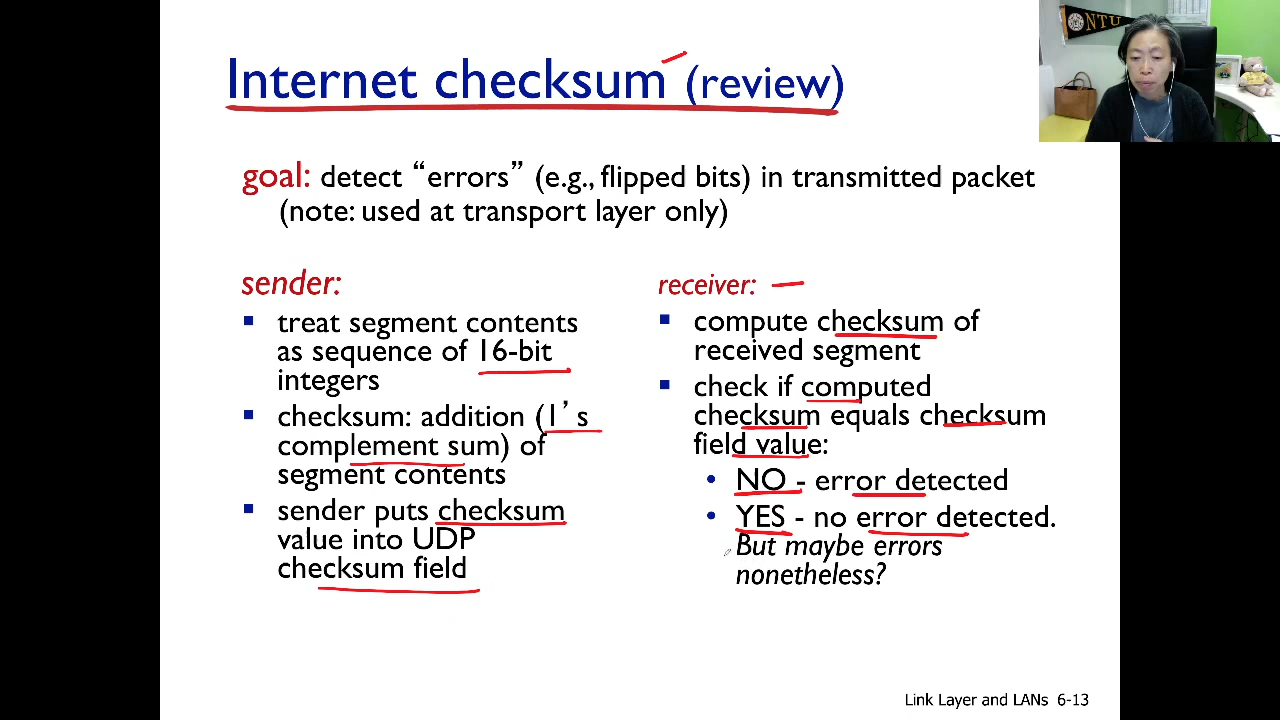 Internet checksum (review)
NTU
goal: detect “errors” (e.g., flipped bits) in transmitted packet
(note: used at transport layer only)
sender:
▪ treat segment contents
as sequence of 16-bit
integers
▪ checksum: addition (1’s
complement sum) of
segment contents
▪ sender puts checksum
value into UDP
checksum field
receiver:
▪ compute checksum of
received segment
▪ check if computed
checksum equals checksum
field value:
• NO - error detected
• YES - no error detected.
But maybe errors
nonetheless?
Link Layer and LANs 6-13